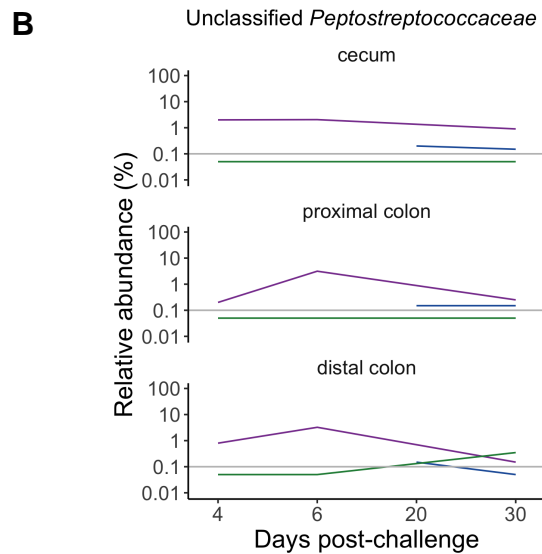 B
Unclassified Peptostreptococcaceae
cecum
100
10
1
0.1
0.01
proximal colon
100
10
1
0.1
0.01
distal colon
100
10
1
0.1
0.01
4 6 20 30
Relative abundance (%)
Days post-challenge